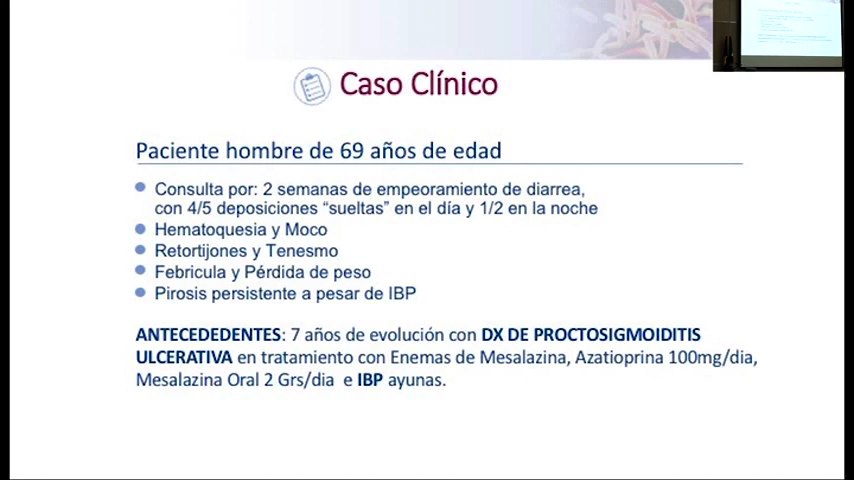 Caso Clínico
Paciente hombre de 69 años de edad
Consulta por: 2 semanas de empeoramiento de diarrea,
con 4/5 deposiciones “sueltas” en el día y 1/2 en la noche
Hematoquesia y Moco
Retortijones y Tenesmo
Febricula y Pérdida de peso
Pirosis persistente a pesar de IBP
ANTECEDEDENTES: 7 años de evolución con DX DE PROCTOSIGMOIDITIS
ULCERATIVA en tratamiento con Enemas de Mesalazina, Azatioprina 100mg/dia,
Mesalazina Oral 2 Grs/dia e IBP ayunas.